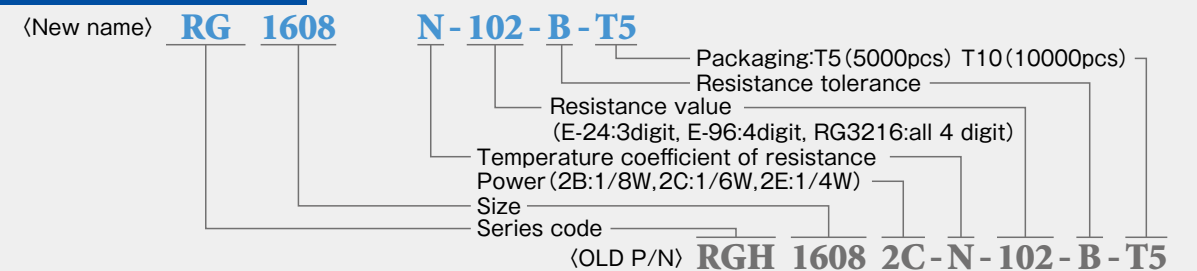 〈New name〉 RG 1608 N - 102 - B - T5
Packaging:T5(5000pcs) T10(10000pcs)
Resistance tolerance
Resistance value
(E-24:3digit, E-96:4digit, RG3216:all 4 digit)
Temperature coefficient of resistance
Power(2B:1/8W,2C:1/6W,2E:1/4W)
Size
Series code
〈OLD P/N〉 RGH 1608 2C - N - 102 - B - T5